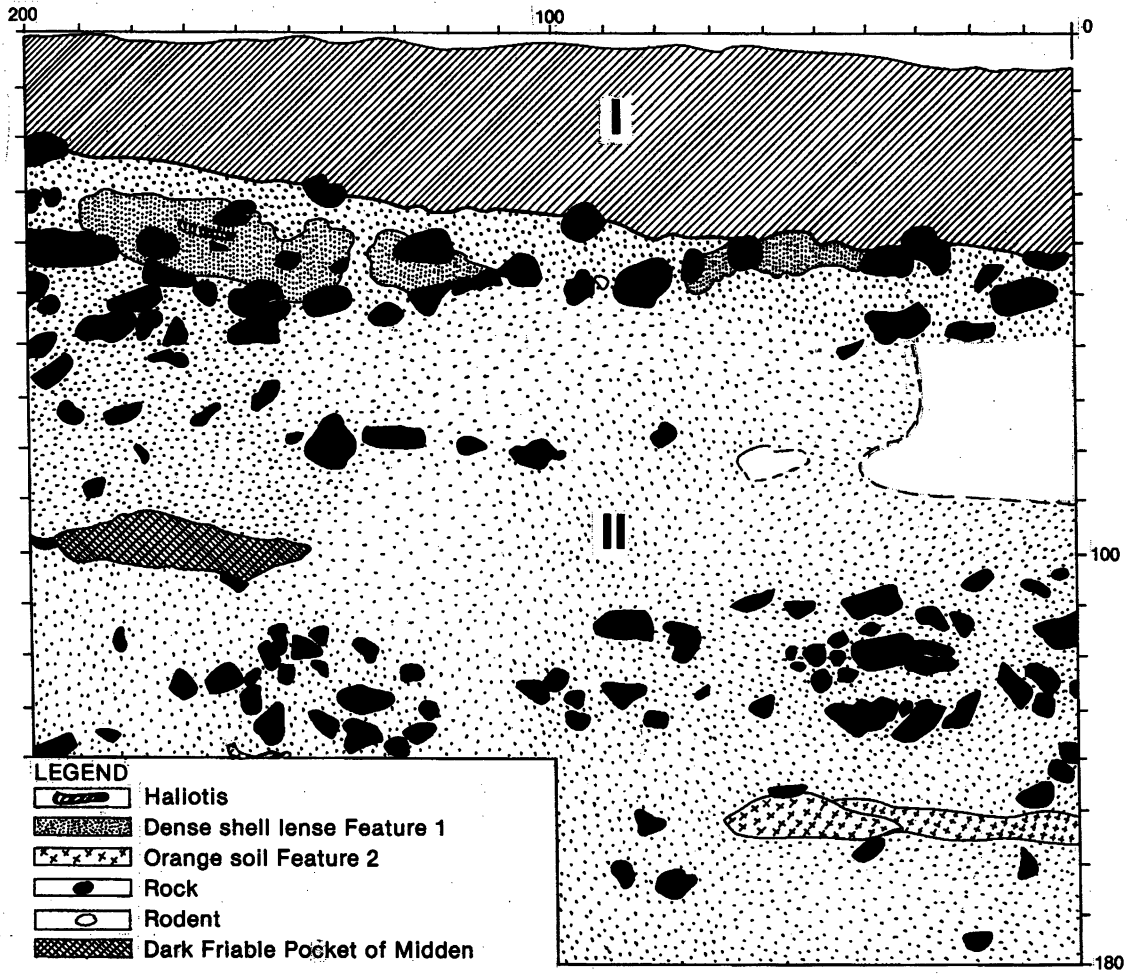 200
100
0
I
II
100
LEGEND
Haliotis
Dense shell lense Feature 1
Orange soil Feature 2
Rock
Rodent
Dark Friable Pocket of Midden
180